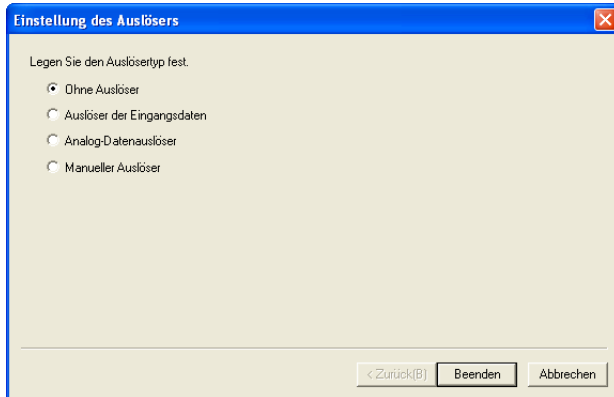 Einstellung des Auslösers
Legen Sie den Auslösertyp fest.
Ohne Auslöser
Auslöser der Eingangsdaten
Analog-Datenauslöser
Manueller Auslöser
< Zurück(B) Beenden Abbrechen